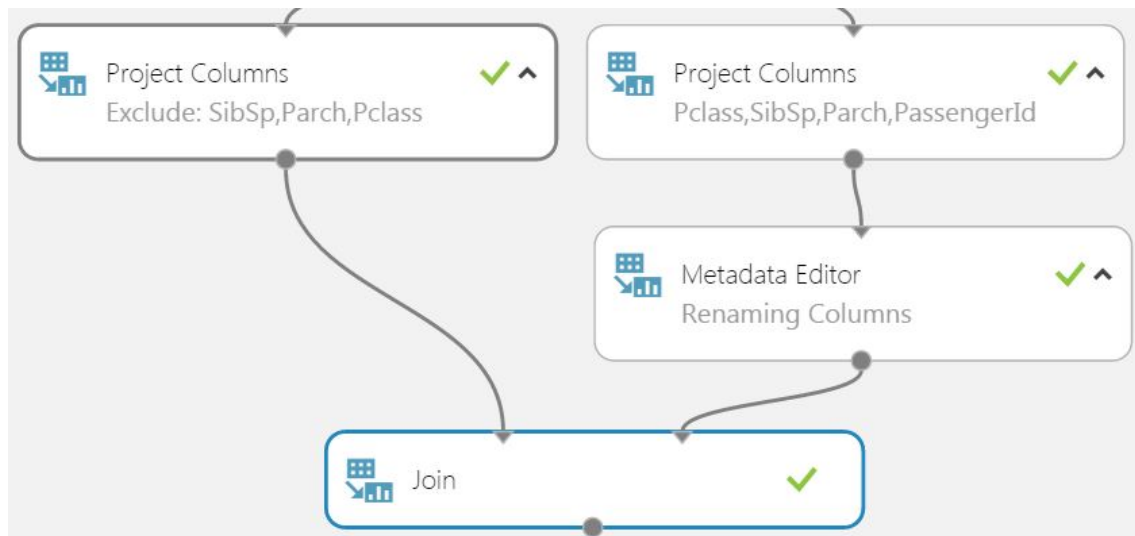 Project Columns
Exclude: SibSp,Parch,Pclass
Project Columns
Pclass,SibSp,Parch,PassengerId
Metadata Editor
Renaming Columns
Join